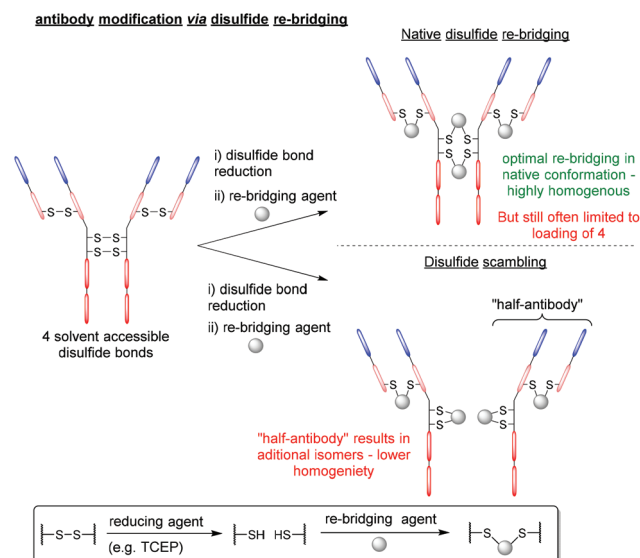 antibody modification via disulfide re-bridging
Native disulfide re-bridging
S S S S
S S
S S
i) disulfide bond
reduction
ii) re-bridging agent
optimal re-bridging in
native conformation -
highly homogenous
But still often limited to
loading of 4
S-S S-S
S-S
S-S
4 solvent accessible
disulfide bonds
Disulfide scambling
i) disulfide bond
reduction
ii) re-bridging agent
"half-antibody"
S S S S
S S
S S
"half-antibody" results in
aditional isomers - lower
homogeniety
S-S
reducing agent
(e.g. TCEP)
SH HS
re-bridging agent
S S